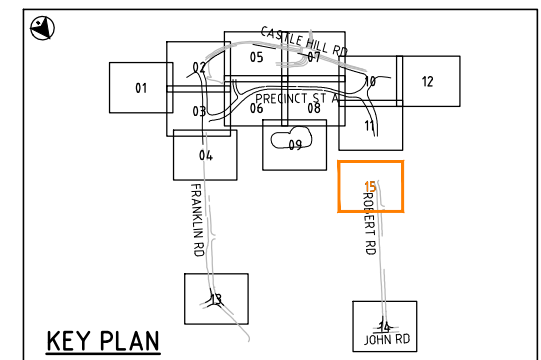 CASTLE HILL RD
05
07
02
10
12
01
PRECINCT ST A
03
06
08
11
09
04
15
FRANKLIN RD
ROBERT RD
13
14
JOHN RD
KEY PLAN